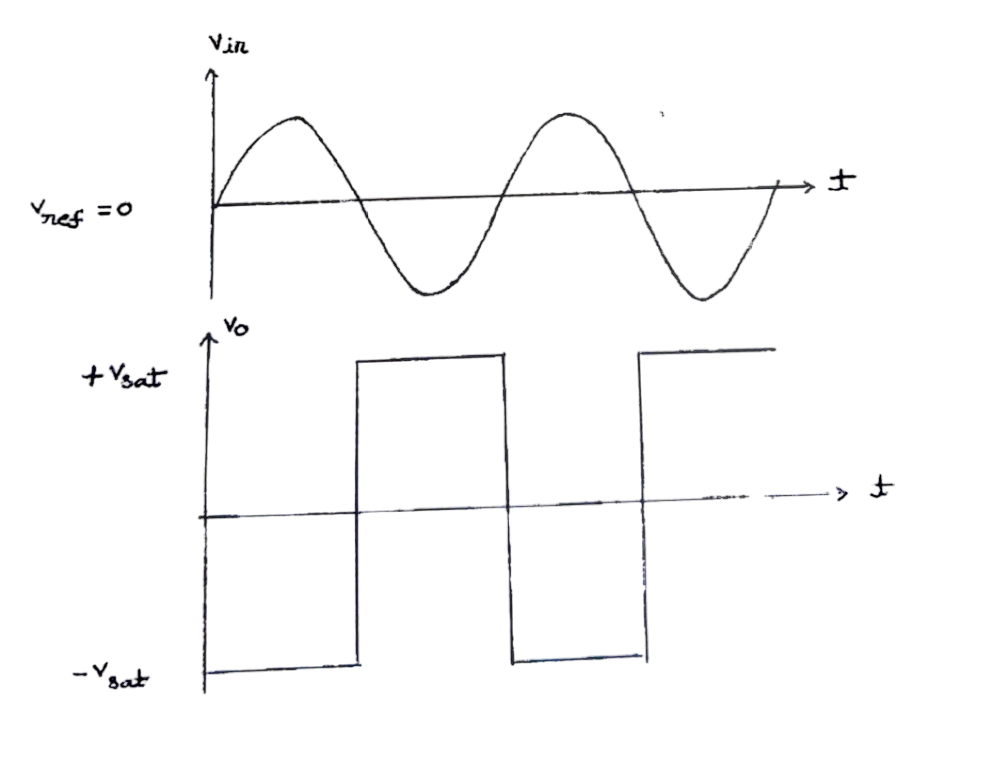 Vin
t
Vref = 0
Vo
+ Vsat
t
- Vsat